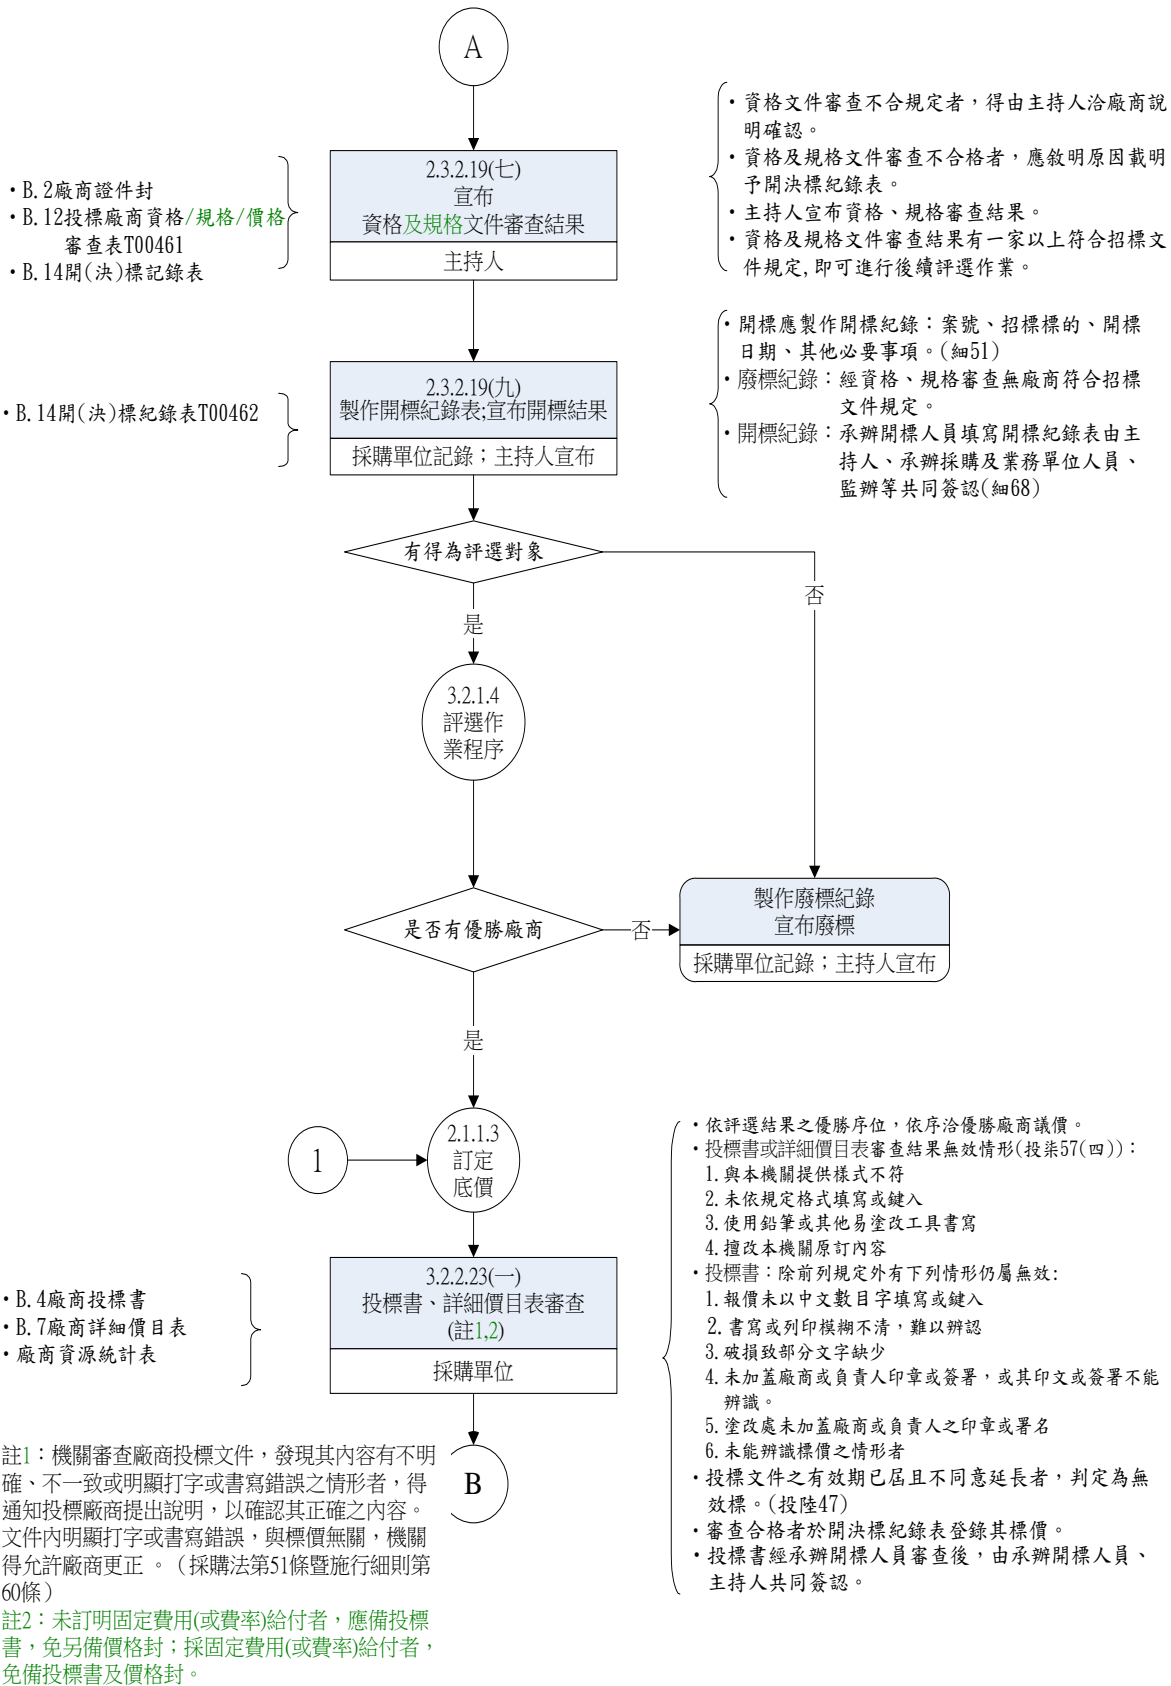 A
2.3.2.19(七)
宣布
資格及規格文件審查結果
主持人
・B.2廠商證件封
・B.12投標廠商資格/規格/價格
審查表T00461
・B.14開(決)標記錄表
・資格文件審查不合規定者，得由主持人洽廠商說
明確認。
・資格及規格文件審查不合格者，應敘明原因載明
予開決標紀錄表。
・主持人宣布資格、規格審查結果。
・資格及規格文件審查結果有一家以上符合招標文
件規定,即可進行後續評選作業。
2.3.2.19(九)
製作開標紀錄表;宣布開標結果
採購單位記錄；主持人宣布
・B.14開(決)標紀錄表T00462
・開標應製作開標紀錄：案號、招標標的、開標
日期、其他必要事項。(細51)
・廢標紀錄：經資格、規格審查無廠商符合招標
文件規定。
・開標紀錄：承辦開標人員填寫開標紀錄表由主
持人、承辦採購及業務單位人員、
監辦等共同簽認(細68)
有得為評選對象
否
是
3.2.1.4
評選作
業程序
是否有優勝廠商
否
製作廢標紀錄
宣布廢標
採購單位記錄；主持人宣布
是
1
2.1.1.3
訂定
底價
3.2.2.23(一)
投標書、詳細價目表審查
(註1,2)
採購單位
・B.4廠商投標書
・B.7廠商詳細價目表
・廠商資源統計表
・依評選結果之優勝序位，依序洽優勝廠商議價。
・投標書或詳細價目表審查結果無效情形(投柒57(四))：
1.與本機關提供樣式不符
2.未依規定格式填寫或鍵入
3.使用鉛筆或其他易塗改工具書寫
4.擅改本機關原訂內容
・投標書：除前列規定外有下列情形仍屬無效:
1.報價未以中文數目字填寫或鍵入
2.書寫或列印模糊不清，難以辨認
3.破損致部分文字缺少
4.未加蓋廠商或負責人印章或簽署，或其印文或簽署不能
辨識。
5.塗改處未加蓋廠商或負責人之印章或署名
6.未能辨識標價之情形者
・投標文件之有效期已屆且不同意延長者，判定為無
效標。(投陸47)
・審查合格者於開決標紀錄表登錄其標價。
・投標書經承辦開標人員審查後，由承辦開標人員、
主持人共同簽認。
B
註1：機關審查廠商投標文件，發現其內容有不明
確、不一致或明顯打字或書寫錯誤之情形者，得
通知投標廠商提出說明，以確認其正確之內容。
文件內明顯打字或書寫錯誤，與標價無關，機關
得允許廠商更正 。（採購法第51條暨施行細則第
60條）
註2：未訂明固定費用(或費率)給付者，應備投標
書，免另備價格封；採固定費用(或費率)給付者，
免備投標書及價格封。